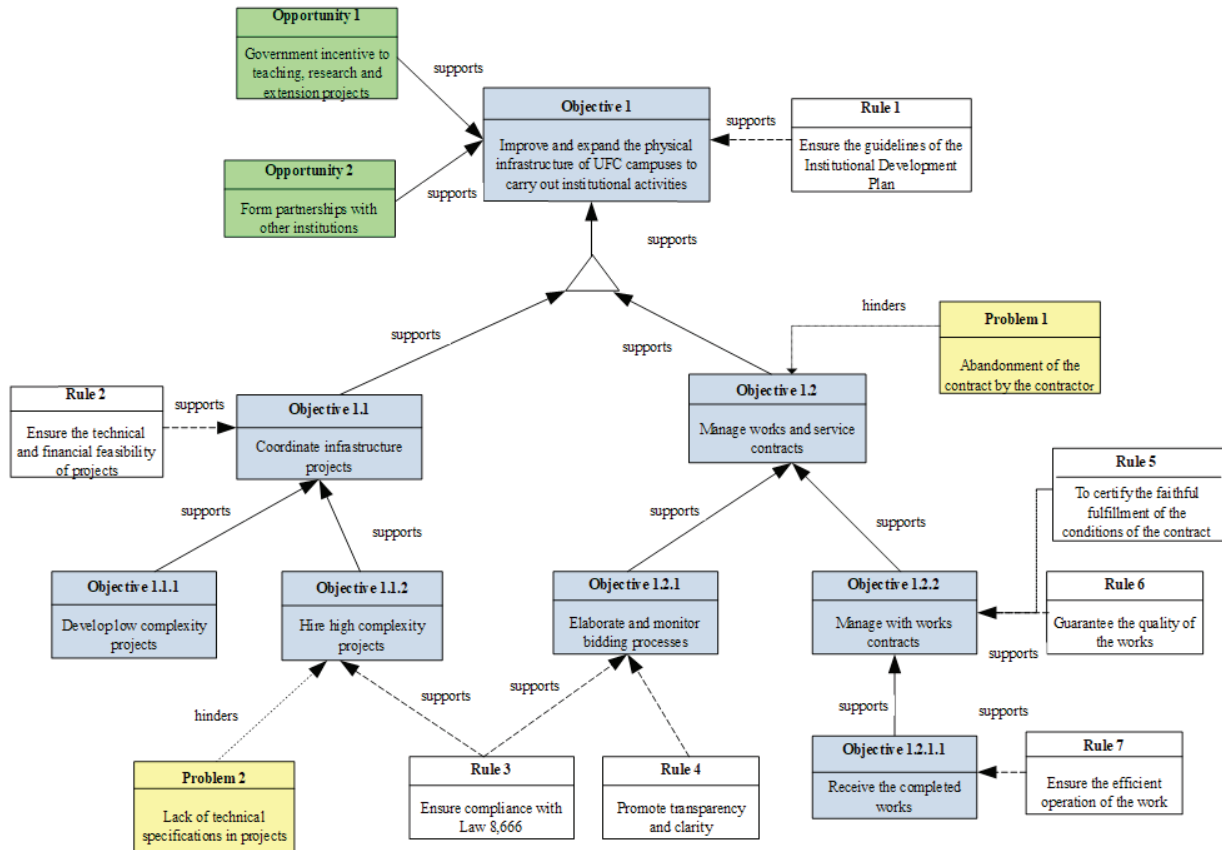 Opportunity 1
Government incentive to
teaching, research and
extension projects
supports
Objective 1
Improve and expand the physical
infrastructure of UFC campuses to
carry out institutional activities
supports
Rule 1
Ensure the guidelines of the
Institutional Development
Plan
Opportunity 2
Form partnerships with
other institutions
supports
supports
supports
supports
hinders
Problem 1
Abandonment of the
contract by the contractor
Rule 2
Ensure the technical
and financial feasibility
of projects
supports
Objective 1.1
Coordinate infrastructure
projects
Objective 1.2
Manage works and service
contracts
Rule 5
To certify the faithful
fulfillment of the
conditions of the contract
supports
supports
supports
supports
Objective 1.1.1
Develop low complexity
projects
Objective 1.1.2
Hire high complexity
projects
Objective 1.2.1
Elaborate and monitor
bidding processes
Objective 1.2.2
Manage with works
contracts
Rule 6
Guarantee the quality of
the works
supports
hinders
supports
supports
supports
supports
Problem 2
Lack of technical
specifications in projects
Rule 3
Ensure compliance with
Law 8,666
Rule 4
Promote transparency
and clarity
Objective 1.2.1.1
Receive the completed
works
Rule 7
Ensure the efficient
operation of the work